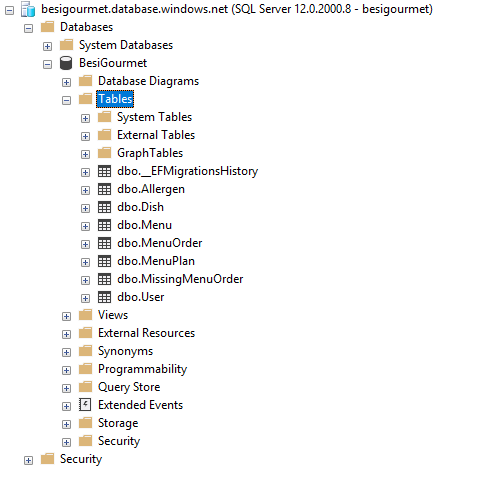 besigourmet.database.windows.net (SQL Server 12.0.2000.8 - besigourmet)
Databases
System Databases
BesiGourmet
Database Diagrams
Tables
System Tables
External Tables
GraphTables
dbo.__EFMigrationsHistory
dbo.Allergen
dbo.Dish
dbo.Menu
dbo.MenuOrder
dbo.MenuPlan
dbo.MissingMenuOrder
dbo.User
Views
External Resources
Synonyms
Programmability
Query Store
Extended Events
Storage
Security
Security